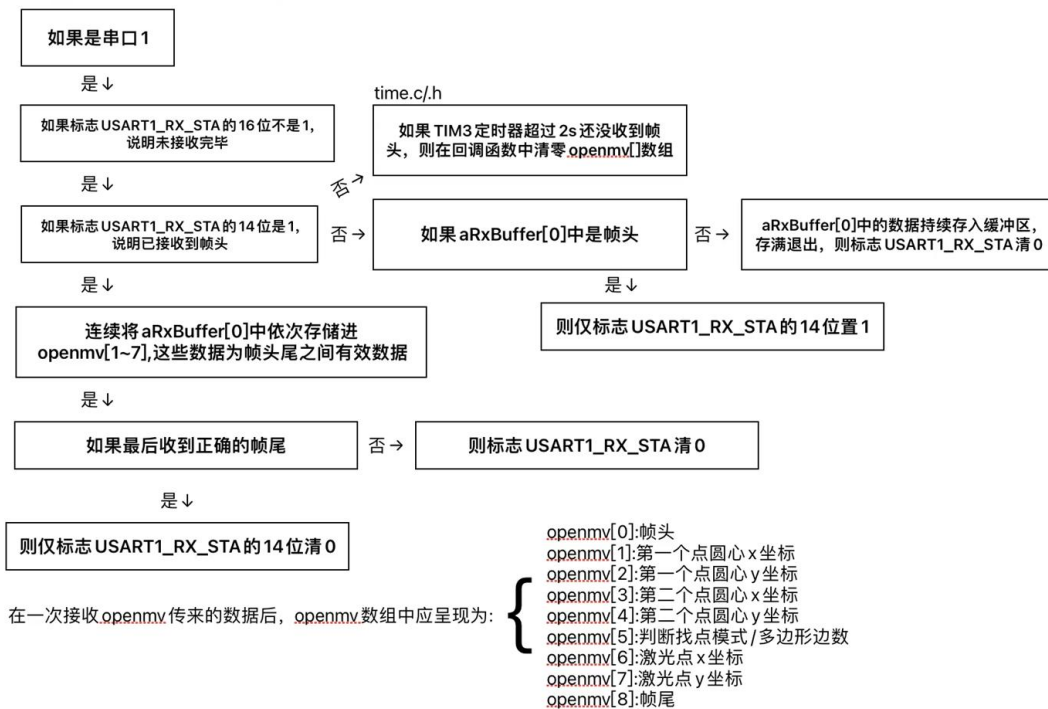 如果是串口1
是↓
time.c/.h
如果标志USART1_RX_STA的16位不是1,
说明未接收完毕
如果TIM3定时器超过2s还没收到帧
头，则在回调函数中清零openmv[]数组
是↓
否→
如果标志USART1_RX_STA的14位是1,
说明已接收到帧头
否→
如果aRxBuffer[0]中是帧头
否→
aRxBuffer[0]中的数据持续存入缓冲区，
存满退出，则标志USART1_RX_STA清0
是↓
是↓
则仅标志USART1_RX_STA的14位置1
连续将aRxBuffer[0]中依次存储进
openmv[1~7],这些数据为帧头尾之间有效数据
是↓
如果最后收到正确的帧尾
否→
则标志USART1_RX_STA清0
是↓
则仅标志USART1_RX_STA的14位清0
在一次接收openmv传来的数据后，openmv数组中应呈现为:
{
openmv[0]:帧头
openmv[1]:第一个点圆心x坐标
openmv[2]:第一个点圆心y坐标
openmv[3]:第二个点圆心x坐标
openmv[4]:第二个点圆心y坐标
openmv[5]:判断找点模式/多边形边数
openmv[6]:激光点x坐标
openmv[7]:激光点y坐标
openmv[8]:帧尾